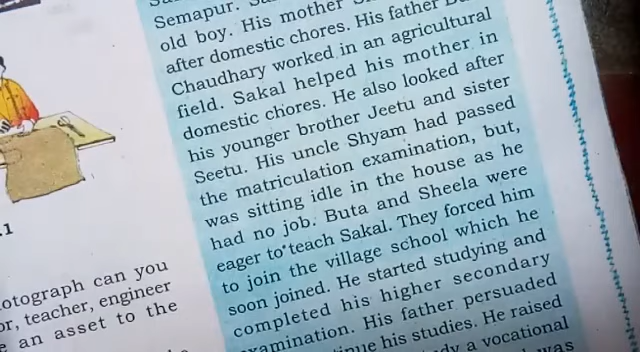 .1
otograph can you
or, teacher, engineer
an asset to the
Semapur.
old boy. His mother
after domestic chores. His father
Chaudhary worked in an agricultural
field. Sakal helped his mother in
domestic chores. He also looked after
his younger brother Jeetu and sister
Seetu. His uncle Shyam had passed
the matriculation examination, but,
was sitting idle in the house as he
had no job. Buta and Sheela were
eager to teach Sakal. They forced him
to join the village school which he
soon joined. He started studying and
completed his higher secondary
xamination. His father persuaded
his studies. He raised
a vocational
was